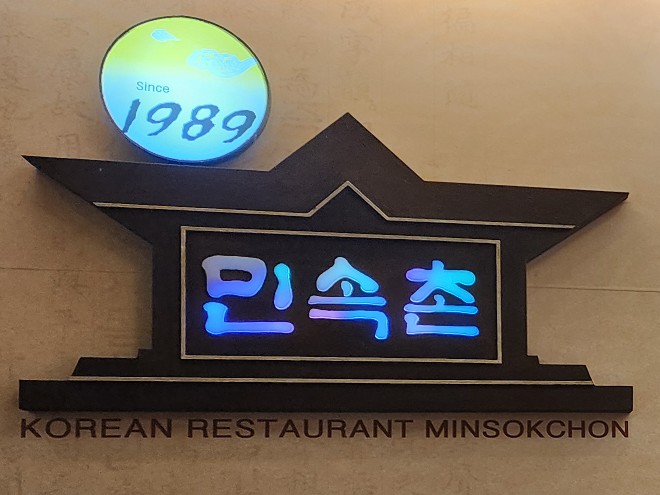 Since
1989
민속촌
KOREAN RESTAURANT MINSOKCHON